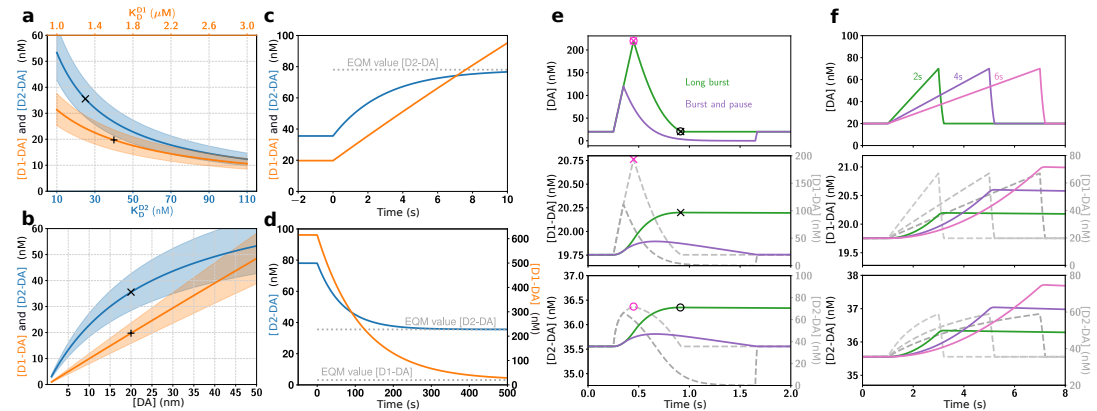 a
K_D^D1 (μM)
1.0 1.4 1.8 2.2 2.6 3.0
[D1-DA] and [D2-DA] (nM)
60
50
40
30
20
10
0
10 30 50 70 90 110
K_D^D2 (nM)
b
[D1-DA] and [D2-DA] (nM)
60
50
40
30
20
10
0
5 10 15 20 25 30 35 40 45 50
[DA] (nm)
c
[D1-DA] and [D2-DA] (nM)
100
80
60
40
20
0
EQM value [D2-DA]
−2 0 2 4 6 8 10
Time (s)
d
[D2-DA] (nM)
100
80
60
40
20
0
EQM value [D2-DA]
EQM value [D1-DA]
600
500
400
300
200
100
0
[D1-DA] (nM)
0 100 200 300 400 500
Time (s)
e
[DA] (nM)
200
150
100
50
0
Long burst
Burst and pause
[D1-DA] (nM)
20.75
20.50
20.25
20.00
19.75
200
150
100
50
0
[D1-DA] (nM)
[D2-DA] (nM)
37.0
36.5
36.0
35.5
35.0
100
80
60
40
20
0
[D2-DA] (nM)
0.0 0.5 1.0 1.5 2.0
Time (s)
f
[DA] (nM)
100
80
60
40
20
0
2s 4s 6s
[D1-DA] (nM)
21.0
20.5
20.0
19.5
80
60
40
20
0
[D1-DA] (nM)
[D2-DA] (nM)
38
37
36
35
80
60
40
20
[D2-DA] (nM)
0 2 4 6 8
Time (s)